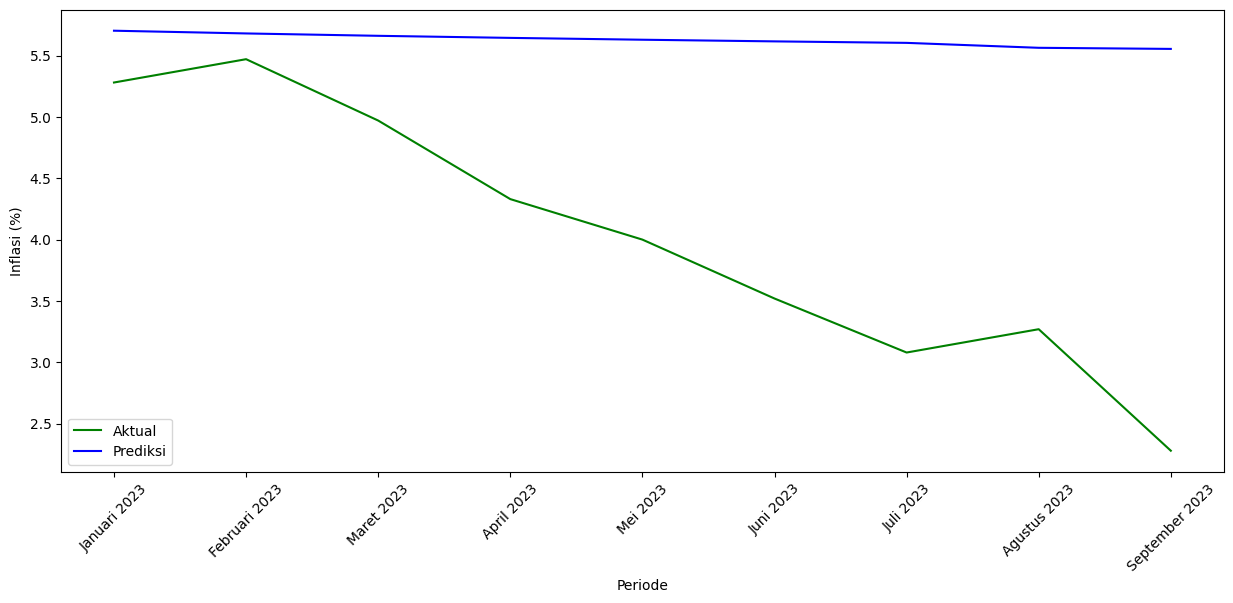 5.5
5.0
4.5
4.0
3.5
3.0
2.5
Inflasi (%)
Aktual
Prediksi
Januari 2023
Februari 2023
Maret 2023
April 2023
Mei 2023
Juni 2023
Juli 2023
Agustus 2023
September 2023
Periode